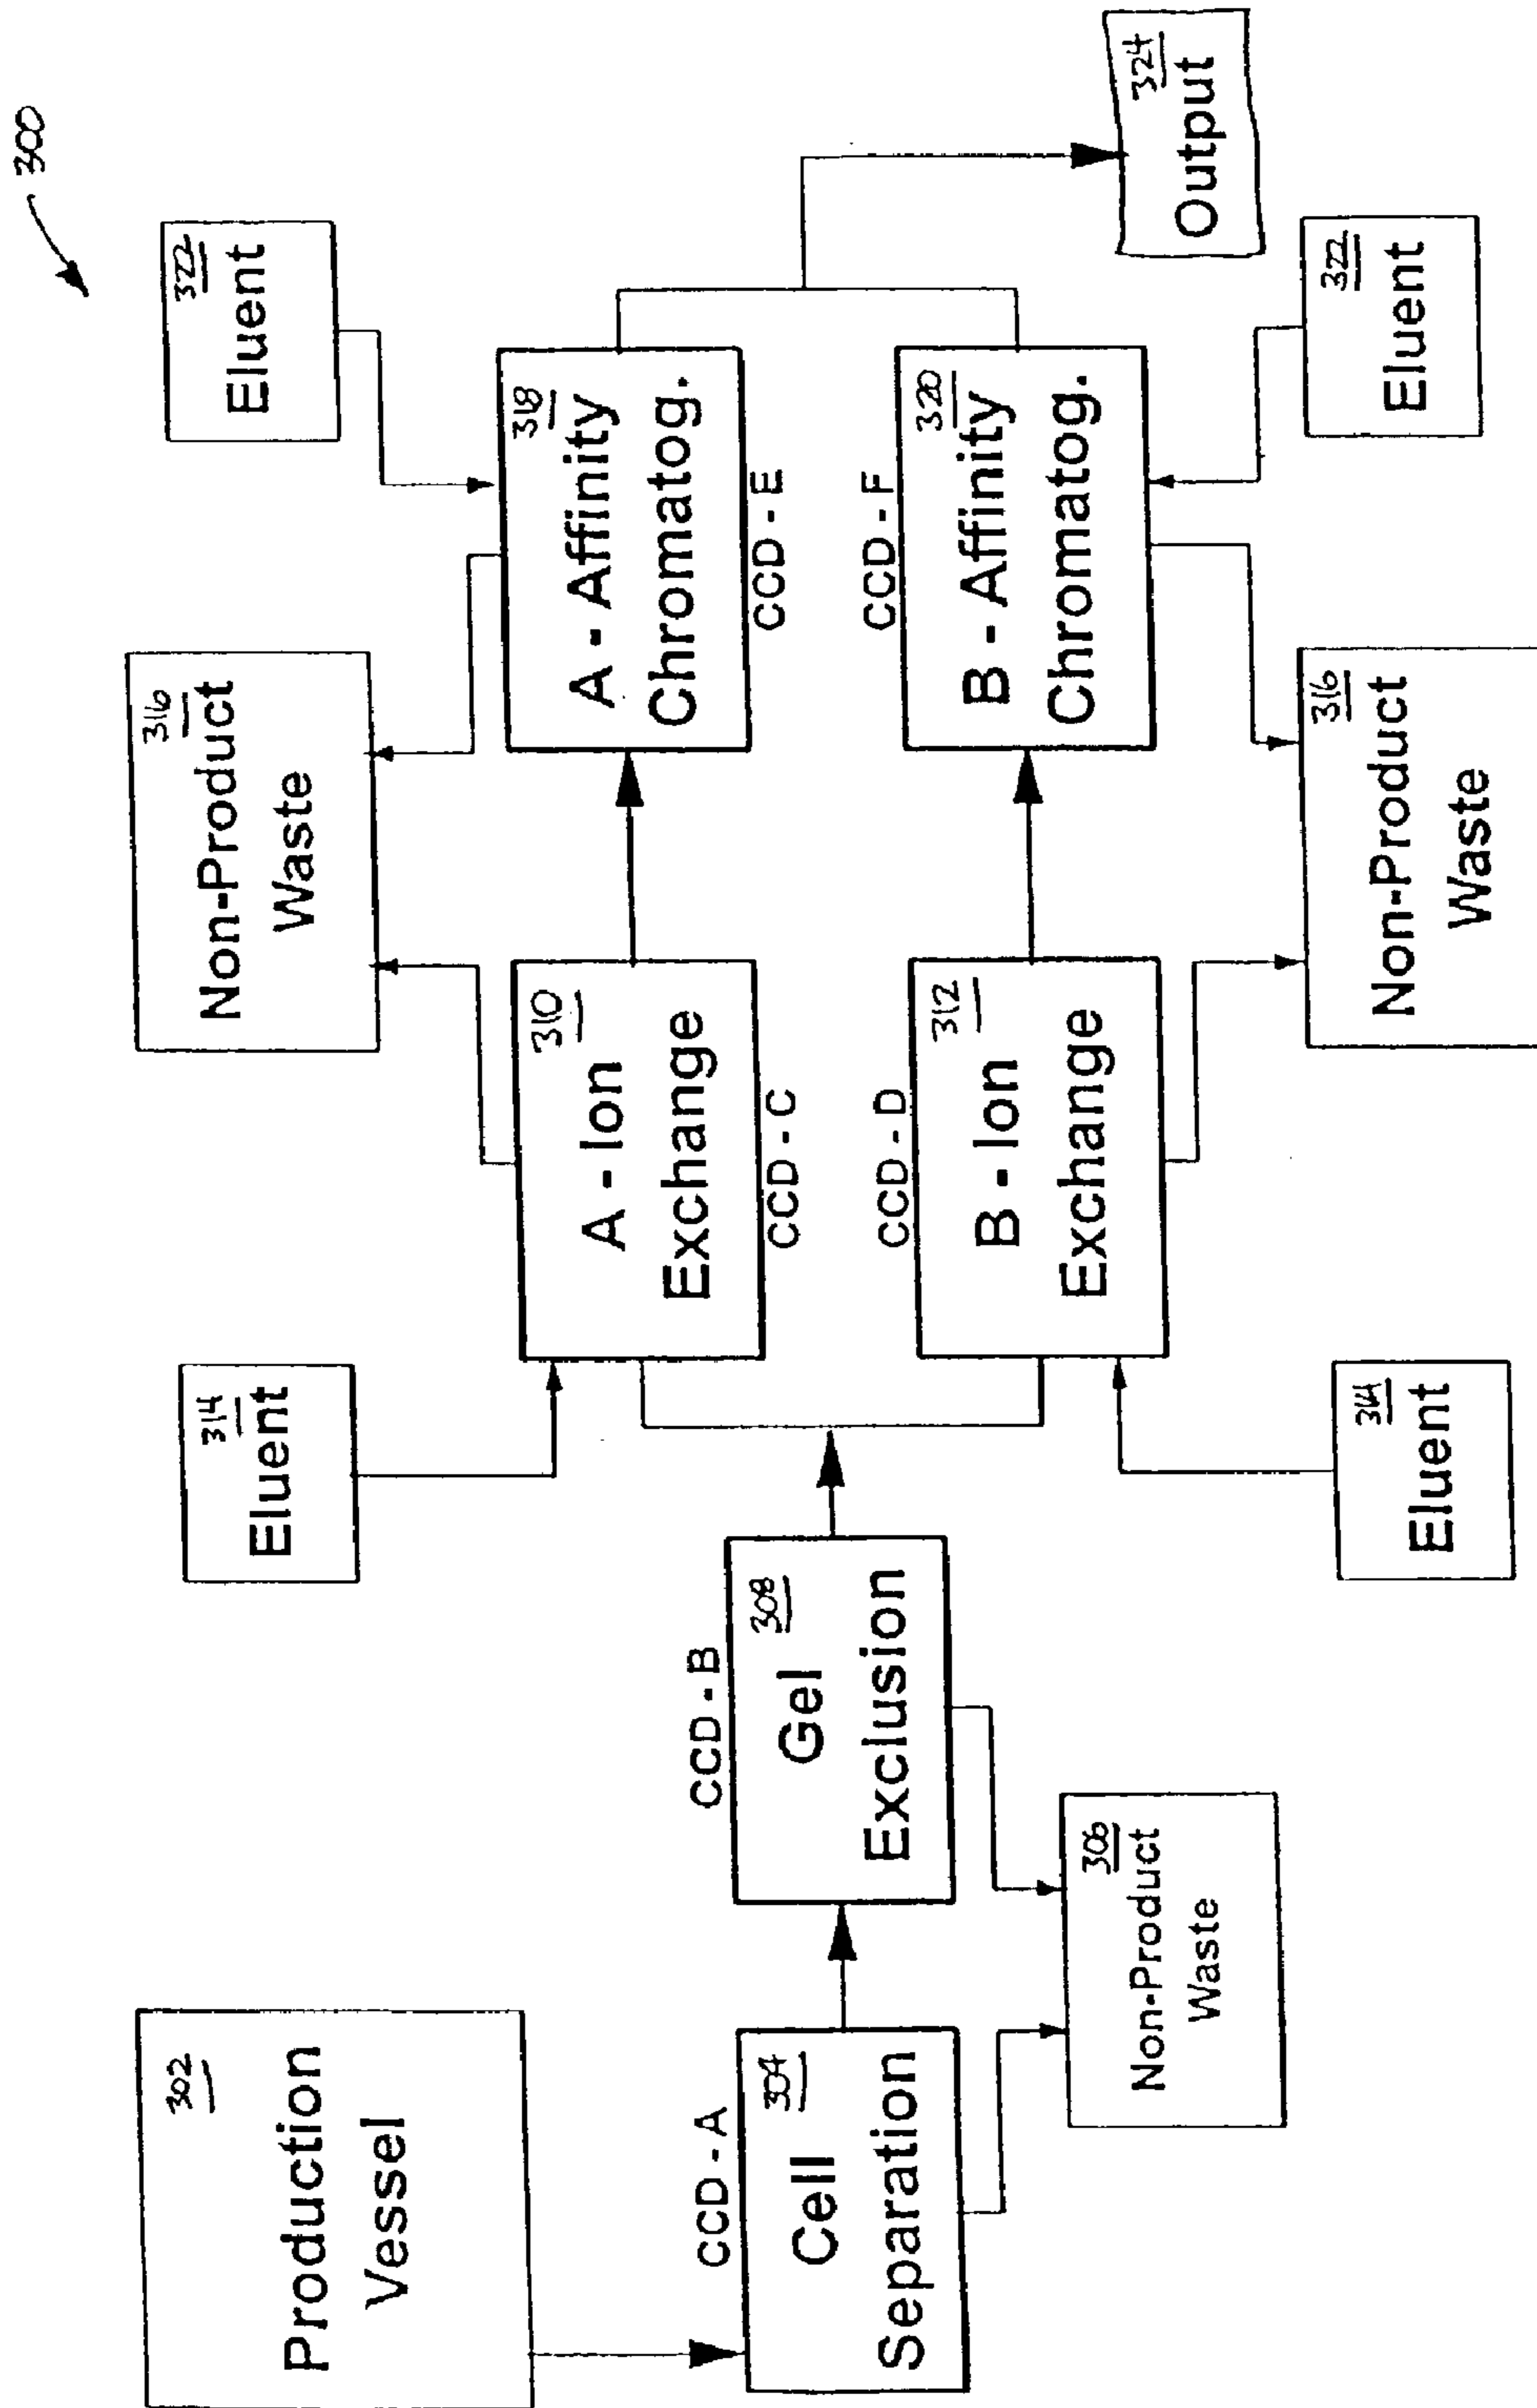 300
302
Production
Vessel
CCD - A
304
Cell
Separation
306
Non-Product
Waste
CCD - B
308
Gel
Exclusion
314
Eluent
310
A - Ion
Exchange
CCD - C
CCD - D
312
B - Ion
Exchange
314
Eluent
316
Non-Product
Waste
322
Eluent
318
A - Affinity
Chromatog.
CCD - E
CCD - F
320
B - Affinity
Chromatog.
316
Non-Product
Waste
322
Eluent
324
Output